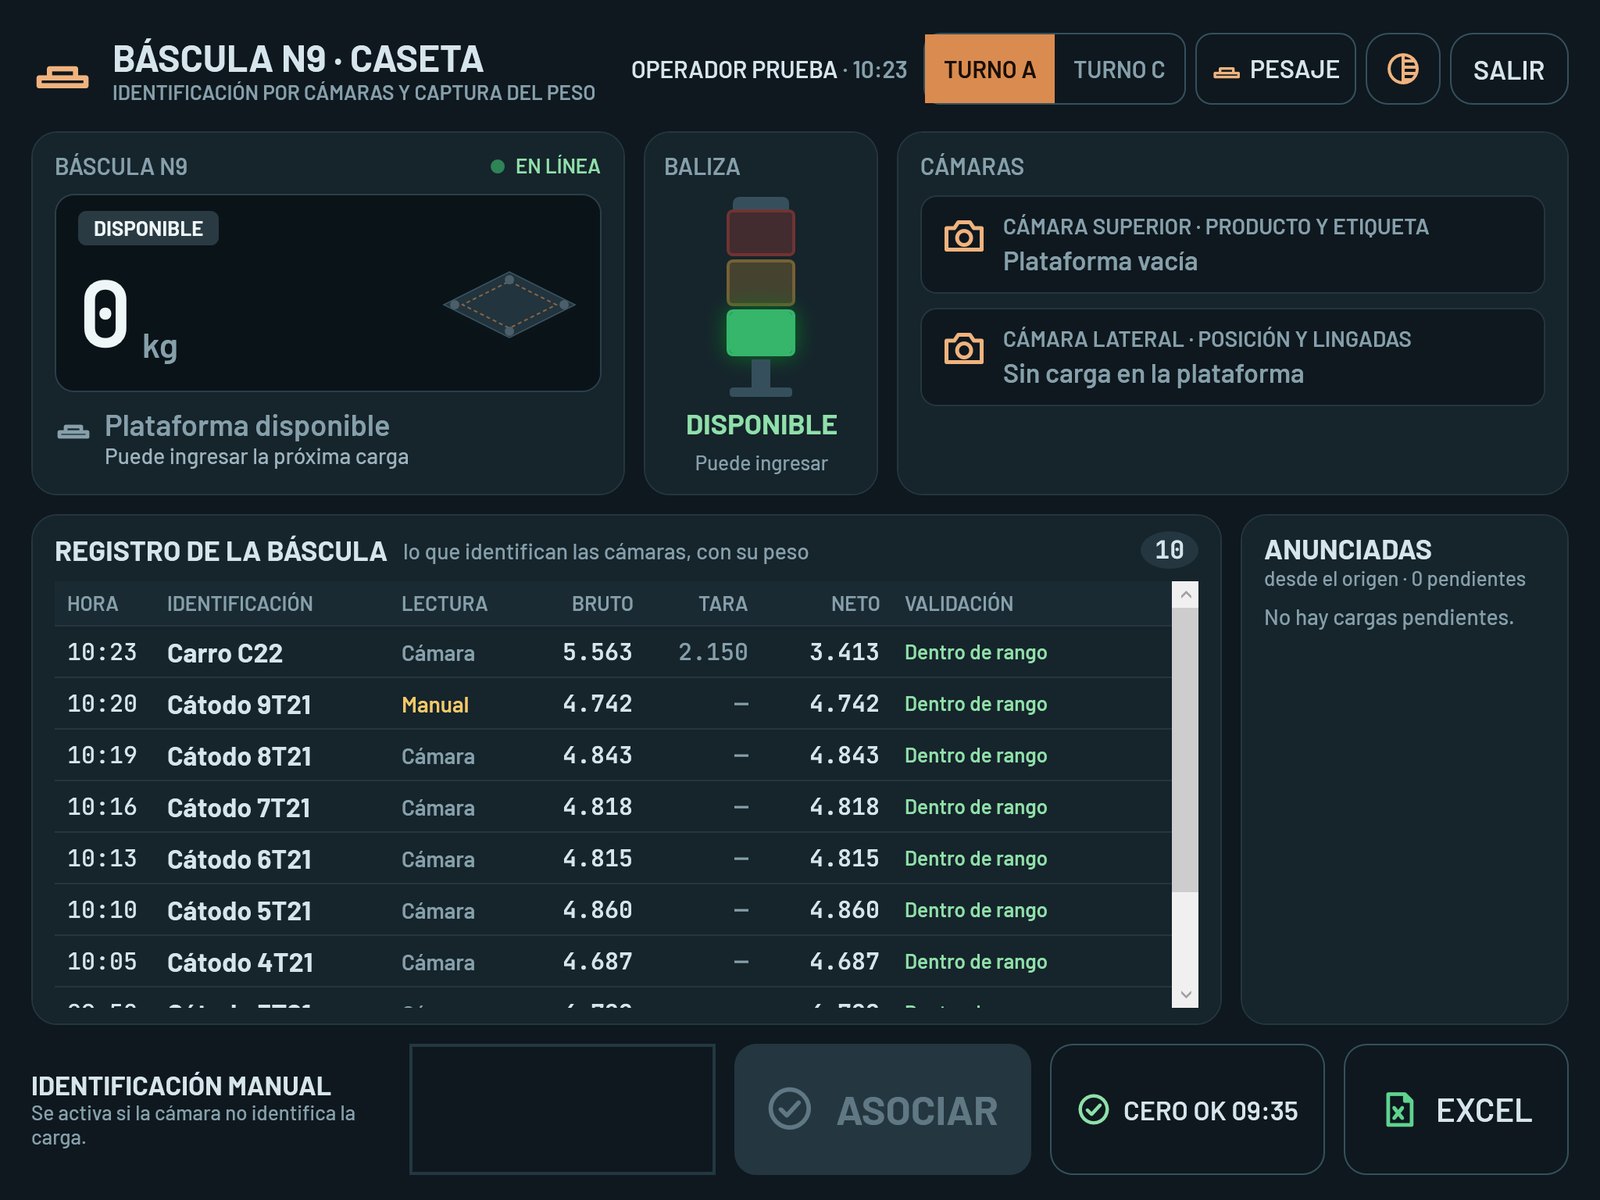 BÁSCULA N9 · CASETA
IDENTIFICACIÓN POR CÁMARAS Y CAPTURA DEL PESO
OPERADOR PRUEBA · 10:23
TURNO A
TURNO C
PESAJE
SALIR
BÁSCULA N9
EN LÍNEA
DISPONIBLE
0 kg
Plataforma disponible
Puede ingresar la próxima carga
BALIZA
DISPONIBLE
Puede ingresar
CÁMARAS
CÁMARA SUPERIOR · PRODUCTO Y ETIQUETA
Plataforma vacía
CÁMARA LATERAL · POSICIÓN Y LINGADAS
Sin carga en la plataforma
REGISTRO DE LA BÁSCULA lo que identifican las cámaras, con su peso 10
HORA IDENTIFICACIÓN LECTURA BRUTO TARA NETO VALIDACIÓN
10:23 Carro C22 Cámara 5.563 2.150 3.413 Dentro de rango
10:20 Cátodo 9T21 Manual 4.742 — 4.742 Dentro de rango
10:19 Cátodo 8T21 Cámara 4.843 — 4.843 Dentro de rango
10:16 Cátodo 7T21 Cámara 4.818 — 4.818 Dentro de rango
10:13 Cátodo 6T21 Cámara 4.815 — 4.815 Dentro de rango
10:10 Cátodo 5T21 Cámara 4.860 — 4.860 Dentro de rango
10:05 Cátodo 4T21 Cámara 4.687 — 4.687 Dentro de rango
ANUNCIADAS
desde el origen · 0 pendientes
No hay cargas pendientes.
IDENTIFICACIÓN MANUAL
Se activa si la cámara no identifica la
carga.
ASOCIAR
CERO OK 09:35
EXCEL